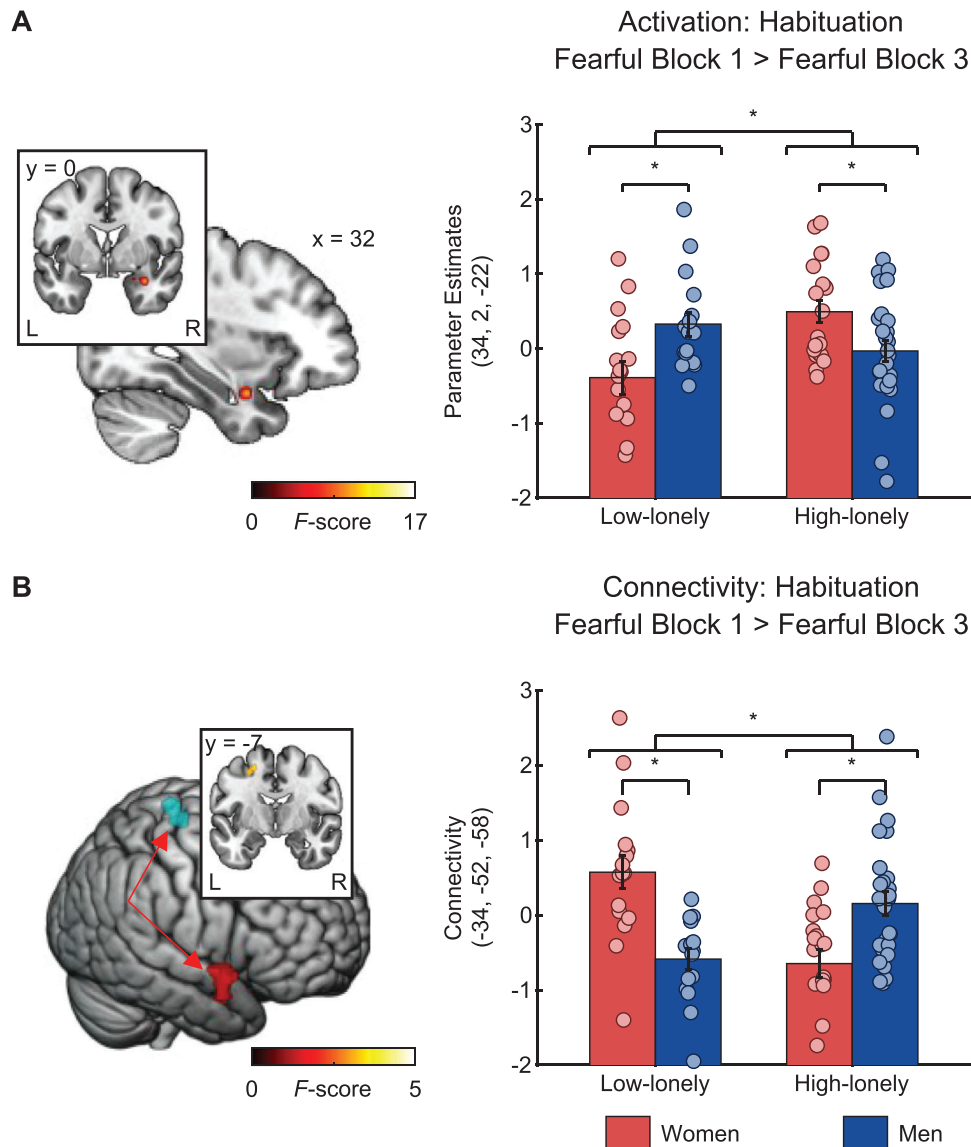 A
Activation: Habituation
Fearful Block 1 > Fearful Block 3
y = 0
x = 32
L
R
0
F-score
17
Parameter Estimates
(34, 2, -22)
3
2
1
0
-1
-2
*
*
*
Low-lonely
High-lonely
B
Connectivity: Habituation
Fearful Block 1 > Fearful Block 3
y = -7
L
R
0
F-score
5
Connectivity
(-34, -52, -58)
3
2
1
0
-1
-2
*
*
*
Low-lonely
High-lonely
Women
Men